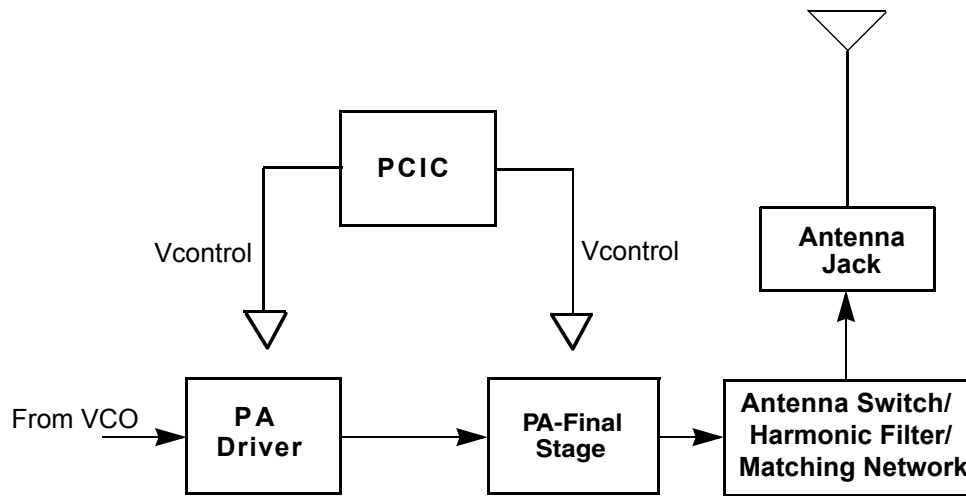 PCIC
Vcontrol
Vcontrol
Antenna
Jack
From VCO
PA
Driver
PA-Final
Stage
Antenna Switch/
Harmonic Filter/
Matching Network